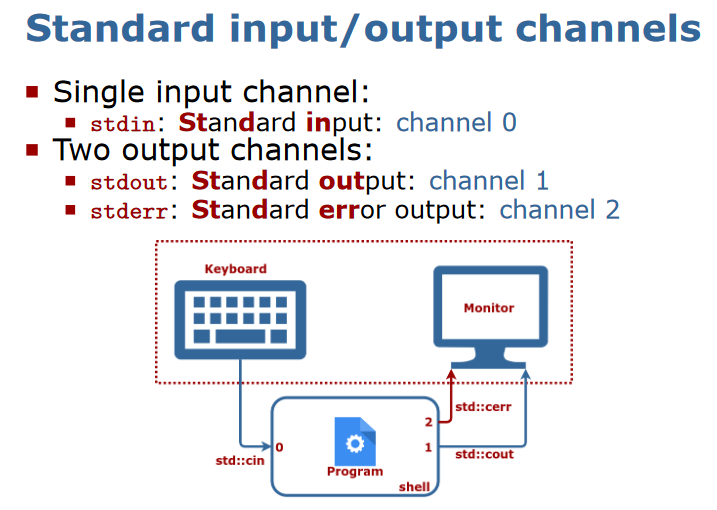 Standard input/output channels
Single input channel:
stdin: Standard input: channel 0
Two output channels:
stdout: Standard output: channel 1
stderr: Standard error output: channel 2
Keyboard
Monitor
std::cerr
2
0
1
std::cin
std::cout
Program
shell